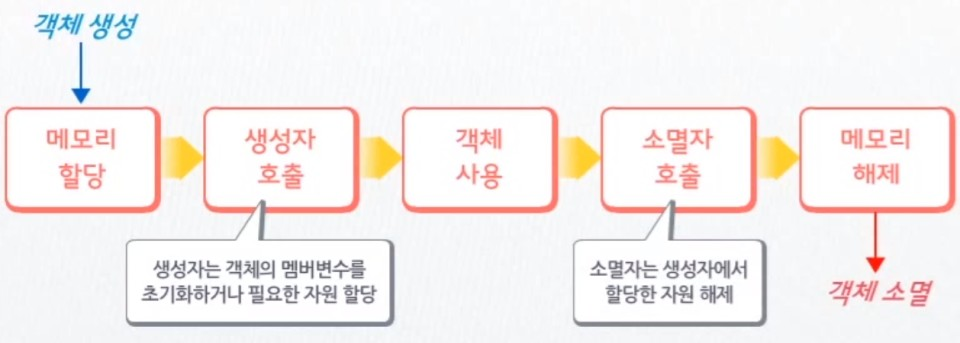 객체 생성
메모리
할당
생성자
호출
객체
사용
소멸자
호출
메모리
해제
생성자는 객체의 멤버변수를
초기화하거나 필요한 자원 할당
소멸자는 생성자에서
할당한 자원 해제
객체 소멸